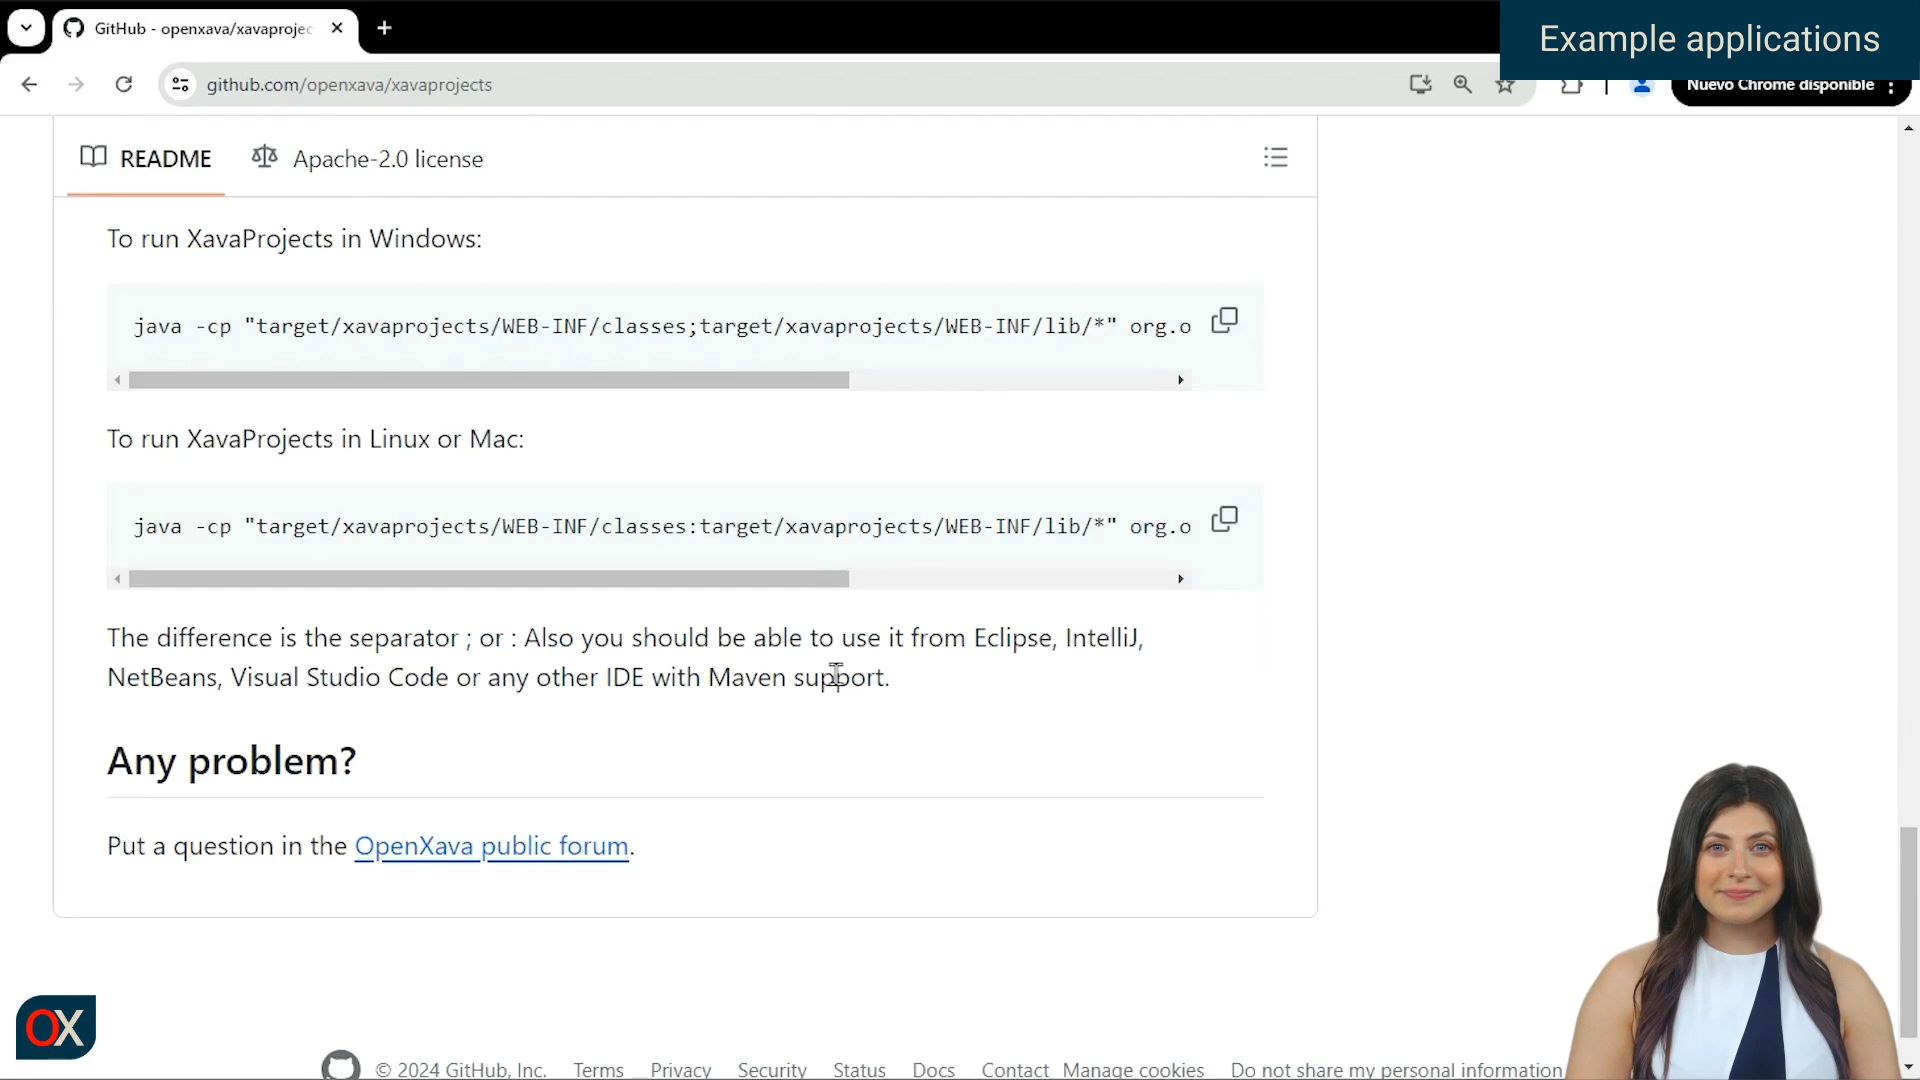 GitHub - openxava/xavaprojec
Example applications
github.com/openxava/xavaprojects
Nuevo Chrome disponible
README
Apache-2.0 license
To run XavaProjects in Windows:
java -cp "target/xavaprojects/WEB-INF/classes;target/xavaprojects/WEB-INF/lib/*" org.o
To run XavaProjects in Linux or Mac:
java -cp "target/xavaprojects/WEB-INF/classes:target/xavaprojects/WEB-INF/lib/*" org.o
The difference is the separator ; or : Also you should be able to use it from Eclipse, IntelliJ,
NetBeans, Visual Studio Code or any other IDE with Maven support.
Any problem?
Put a question in the OpenXava public forum.
OX
© 2024 GitHub, Inc. Terms Privacy Security Status Docs Contact Manage cookies Do not share my personal information